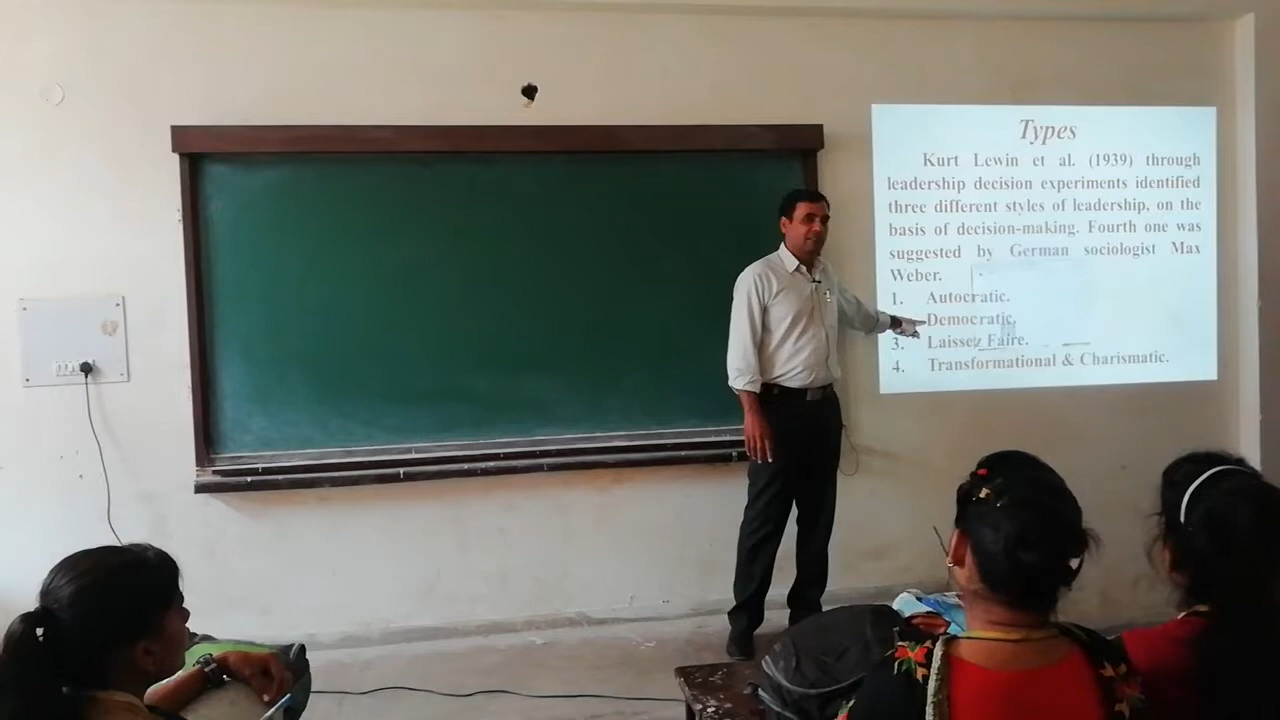 Types
Kurt Lewin et al. (1939) through
leadership decision experiments identified
three different styles of leadership, on the
basis of decision-making. Fourth one was
suggested by German sociologist Max
Weber.
1. Autocratic.
Democratic.
3. Laissez Faire.
4. Transformational & Charismatic.